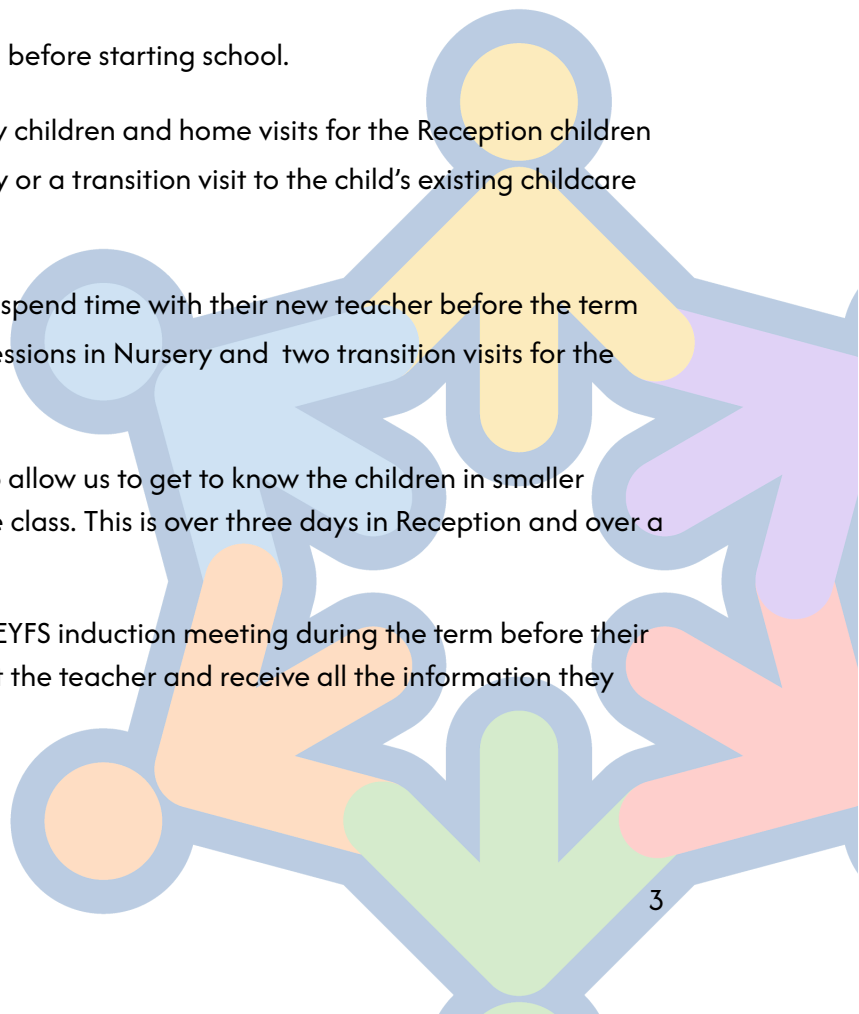 before starting school.
y children and home visits for the Reception children
y or a transition visit to the child's existing childcare
spend time with their new teacher before the term
essions in Nursery and  two transition visits for the
allow us to get to know the children in smaller
e class. This is over three days in Reception and over a
EYFS induction meeting during the term before their
t the teacher and receive all the information they
3